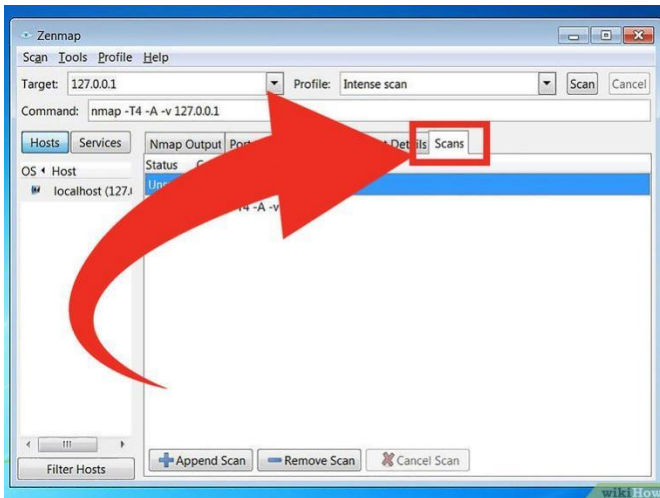 Zenmap
Scan Tools Profile Help
Target: 127.0.0.1 Profile: Intense scan Scan Cancel
Command: nmap -T4 -A -v 127.0.0.1
Hosts Services Nmap Output Scans
OS Host Status
localhost (127.
-A -v
Append Scan Remove Scan Cancel Scan
Filter Hosts
wikiHow